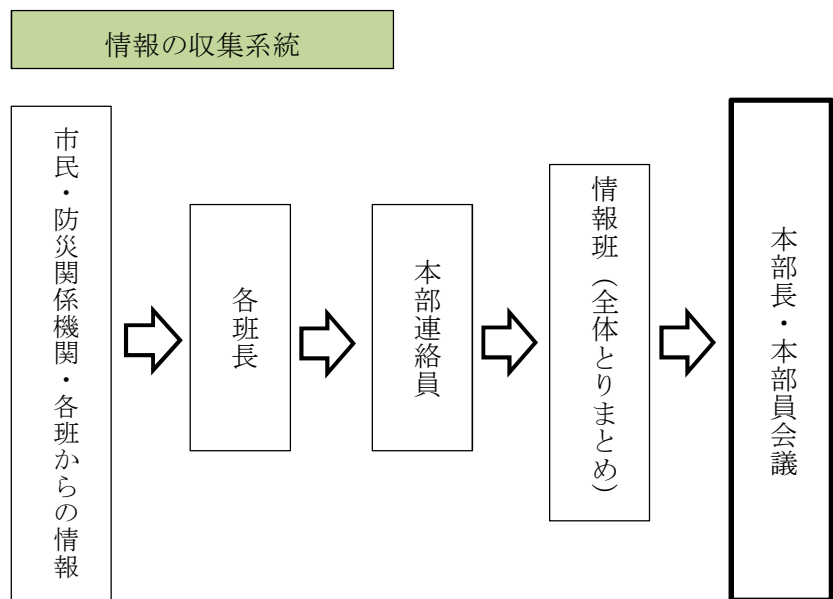 情報の収集系統
市民・防災関係機関・各班からの情報
各班長
本部連絡員
情報班（全体とりまとめ）
本部長・本部員会議